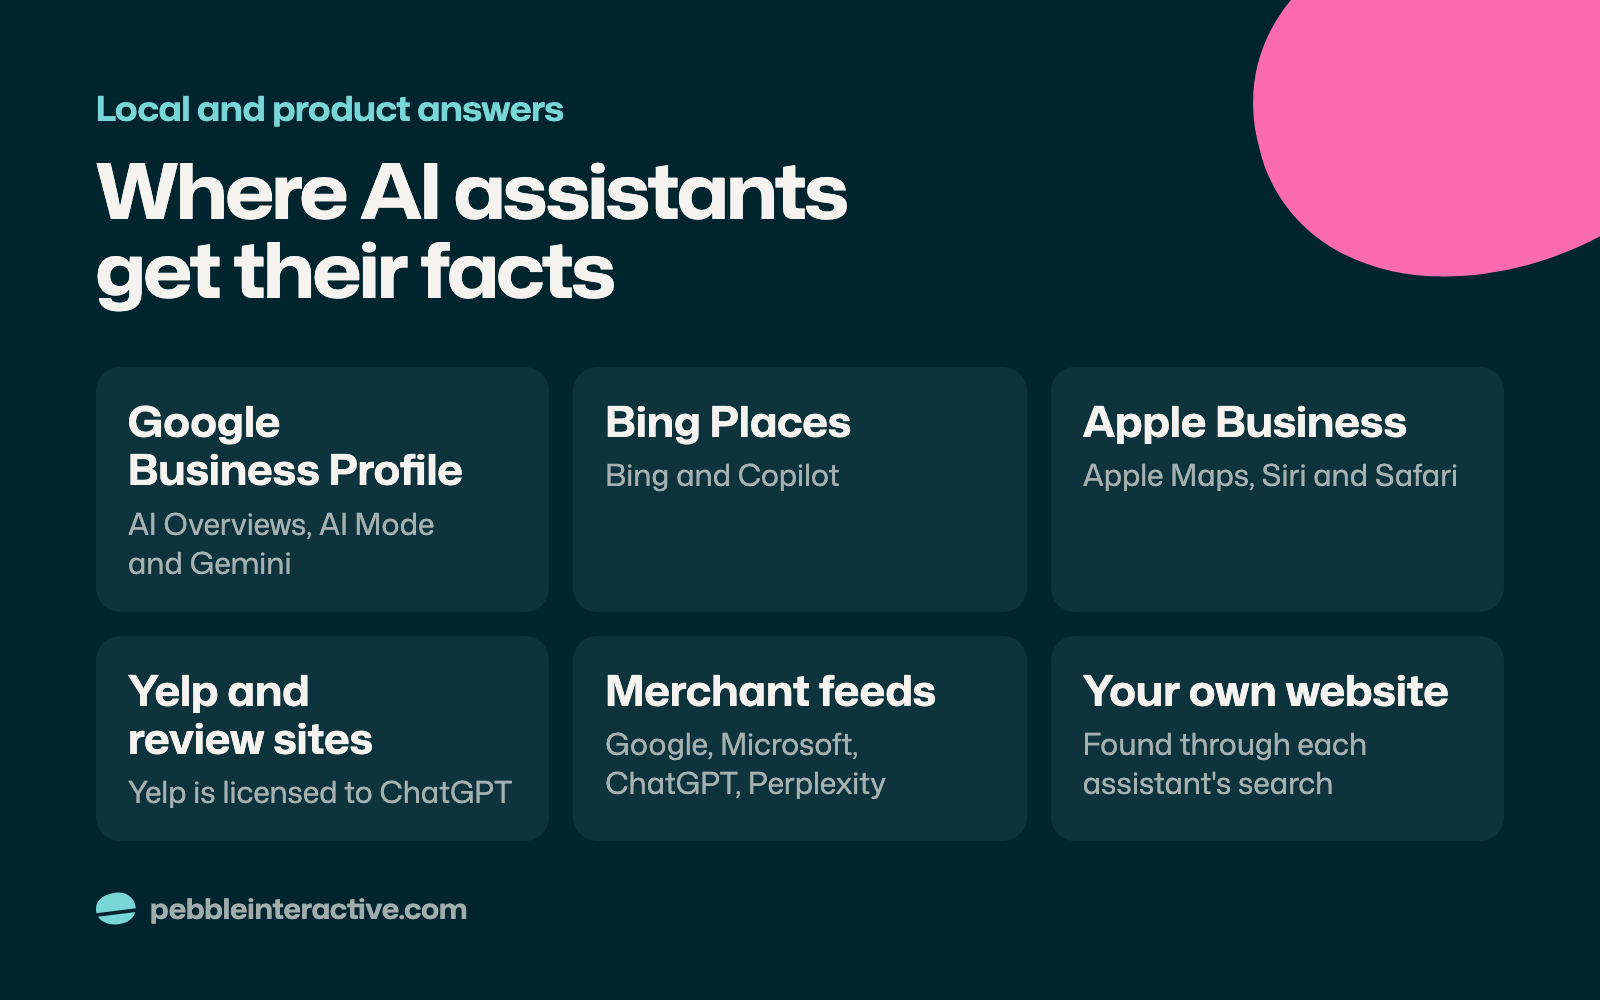 Local and product answers
Where AI assistants
get their facts
Google
Business Profile
AI Overviews, AI Mode
and Gemini
Bing Places
Bing and Copilot
Apple Business
Apple Maps, Siri and Safari
Yelp and
review sites
Yelp is licensed to ChatGPT
Merchant feeds
Google, Microsoft,
ChatGPT, Perplexity
Your own website
Found through each
assistant's search
pebbleinteractive.com